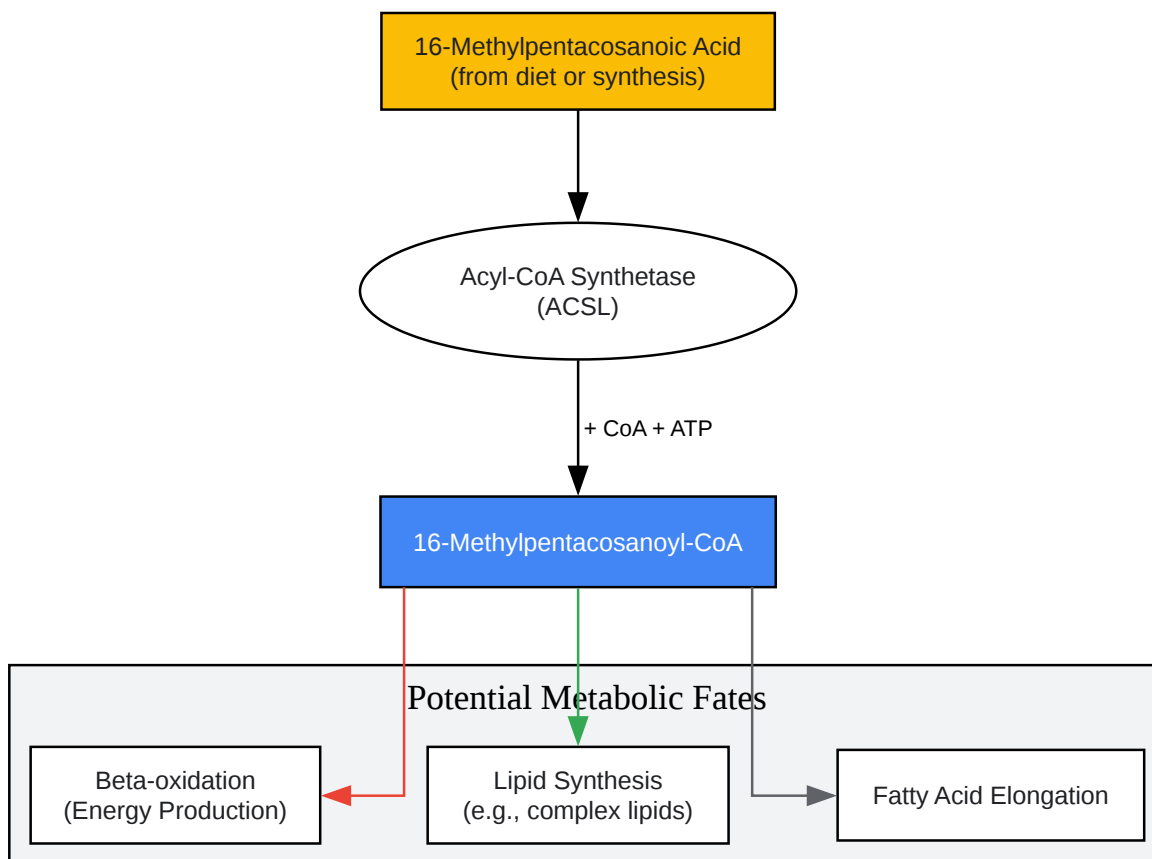 16-Methylpentacosanoic Acid
(from diet or synthesis)
Acyl-CoA Synthetase
(ACSL)
+ CoA + ATP
16-Methylpentacosanoyl-CoA
Potential Metabolic Fates
Beta-oxidation
(Energy Production)
Lipid Synthesis
(e.g., complex lipids)
Fatty Acid Elongation